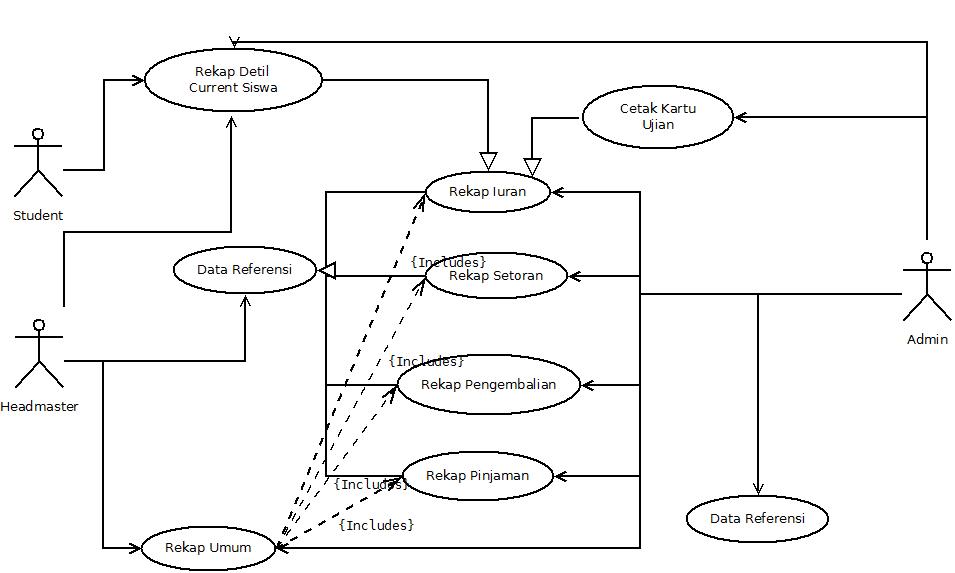 Rekap Detil
Current Siswa
Cetak Kartu
Ujian
Student
Rekap Iuran
{Includes}
Data Referensi
Rekap Setoran
Admin
{Includes}
Rekap Pengembalian
Headmaster
Rekap Pinjaman
{Includes}
{Includes}
Data Referensi
Rekap Umum